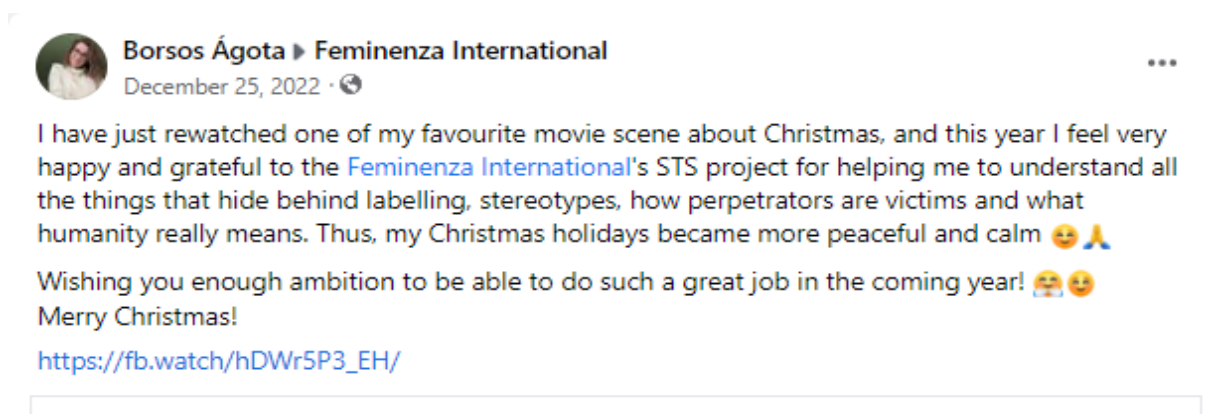 Borsos Ágota ▸ Feminenza International
December 25, 2022 ·
I have just rewatched one of my favourite movie scene about Christmas, and this year I feel very
happy and grateful to the Feminenza International's STS project for helping me to understand all
the things that hide behind labelling, stereotypes, how perpetrators are victims and what
humanity really means. Thus, my Christmas holidays became more peaceful and calm 😊🙏
Wishing you enough ambition to be able to do such a great job in the coming year! 🤗😊
Merry Christmas!
https://fb.watch/hDWr5P3_EH/